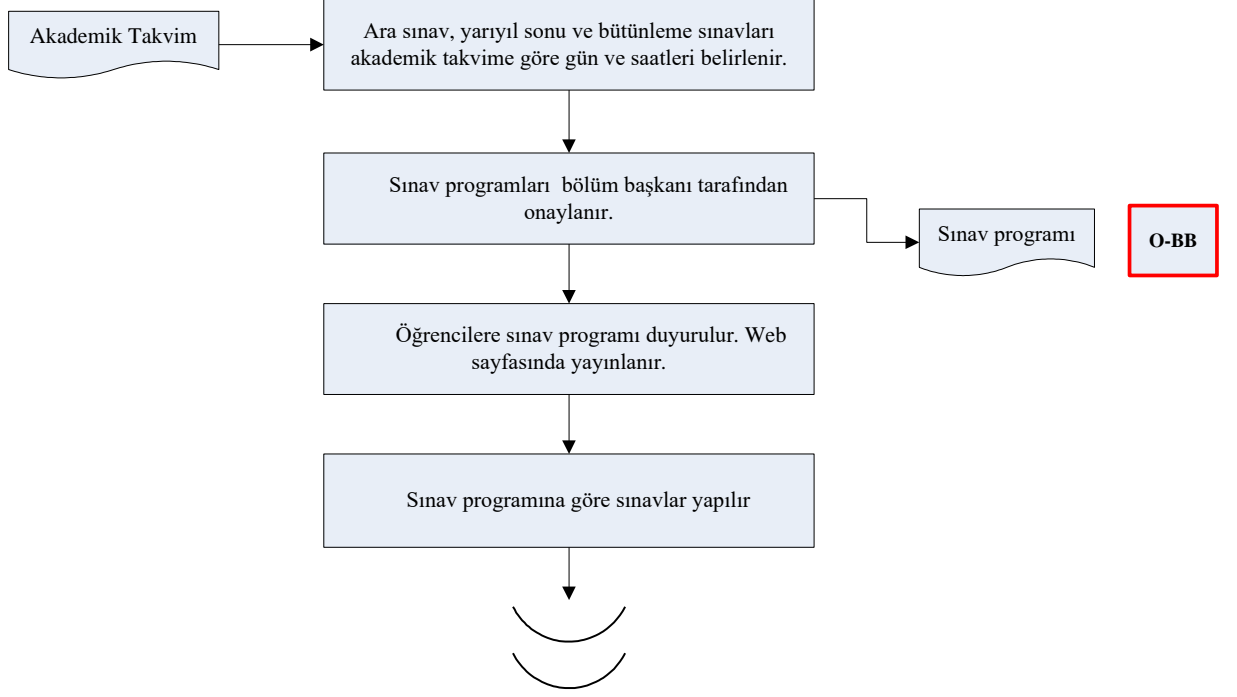 Akademik Takvim
Ara sınav, yarıyıl sonu ve bütünleme sınavları
akademik takvime göre gün ve saatleri belirlenir.
Sınav programları  bölüm başkanı tarafından
onaylanır.
Sınav programı
O-BB
Öğrencilere sınav programı duyurulur. Web
sayfasında yayınlanır.
Sınav programına göre sınavlar yapılır